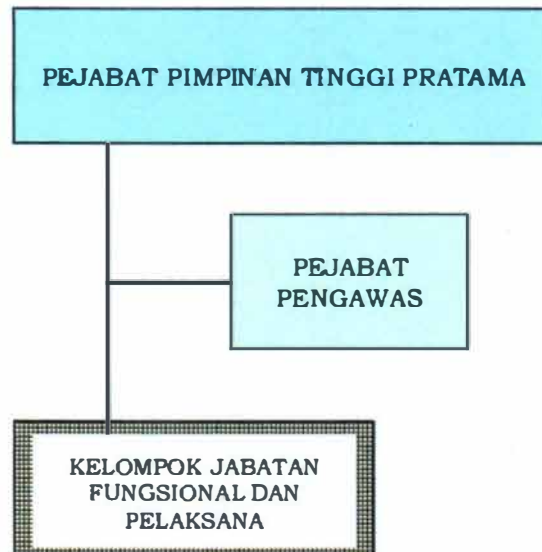 PEJABAT PIMPINAN TINGGI PRATAMA
PEJABAT
PENGAWAS
KELOMPOK JABATAN
FUNGSIONAL DAN
PELAKSANA